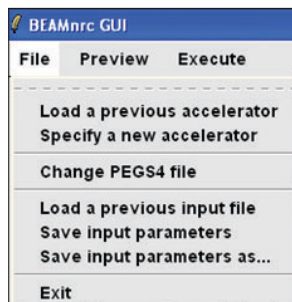 BEAMnrc GUI
File Preview Execute
Load a previous accelerator
Specify a new accelerator
Change PEGS4 file
Load a previous input file
Save input parameters
Save input parameters as...
Exit